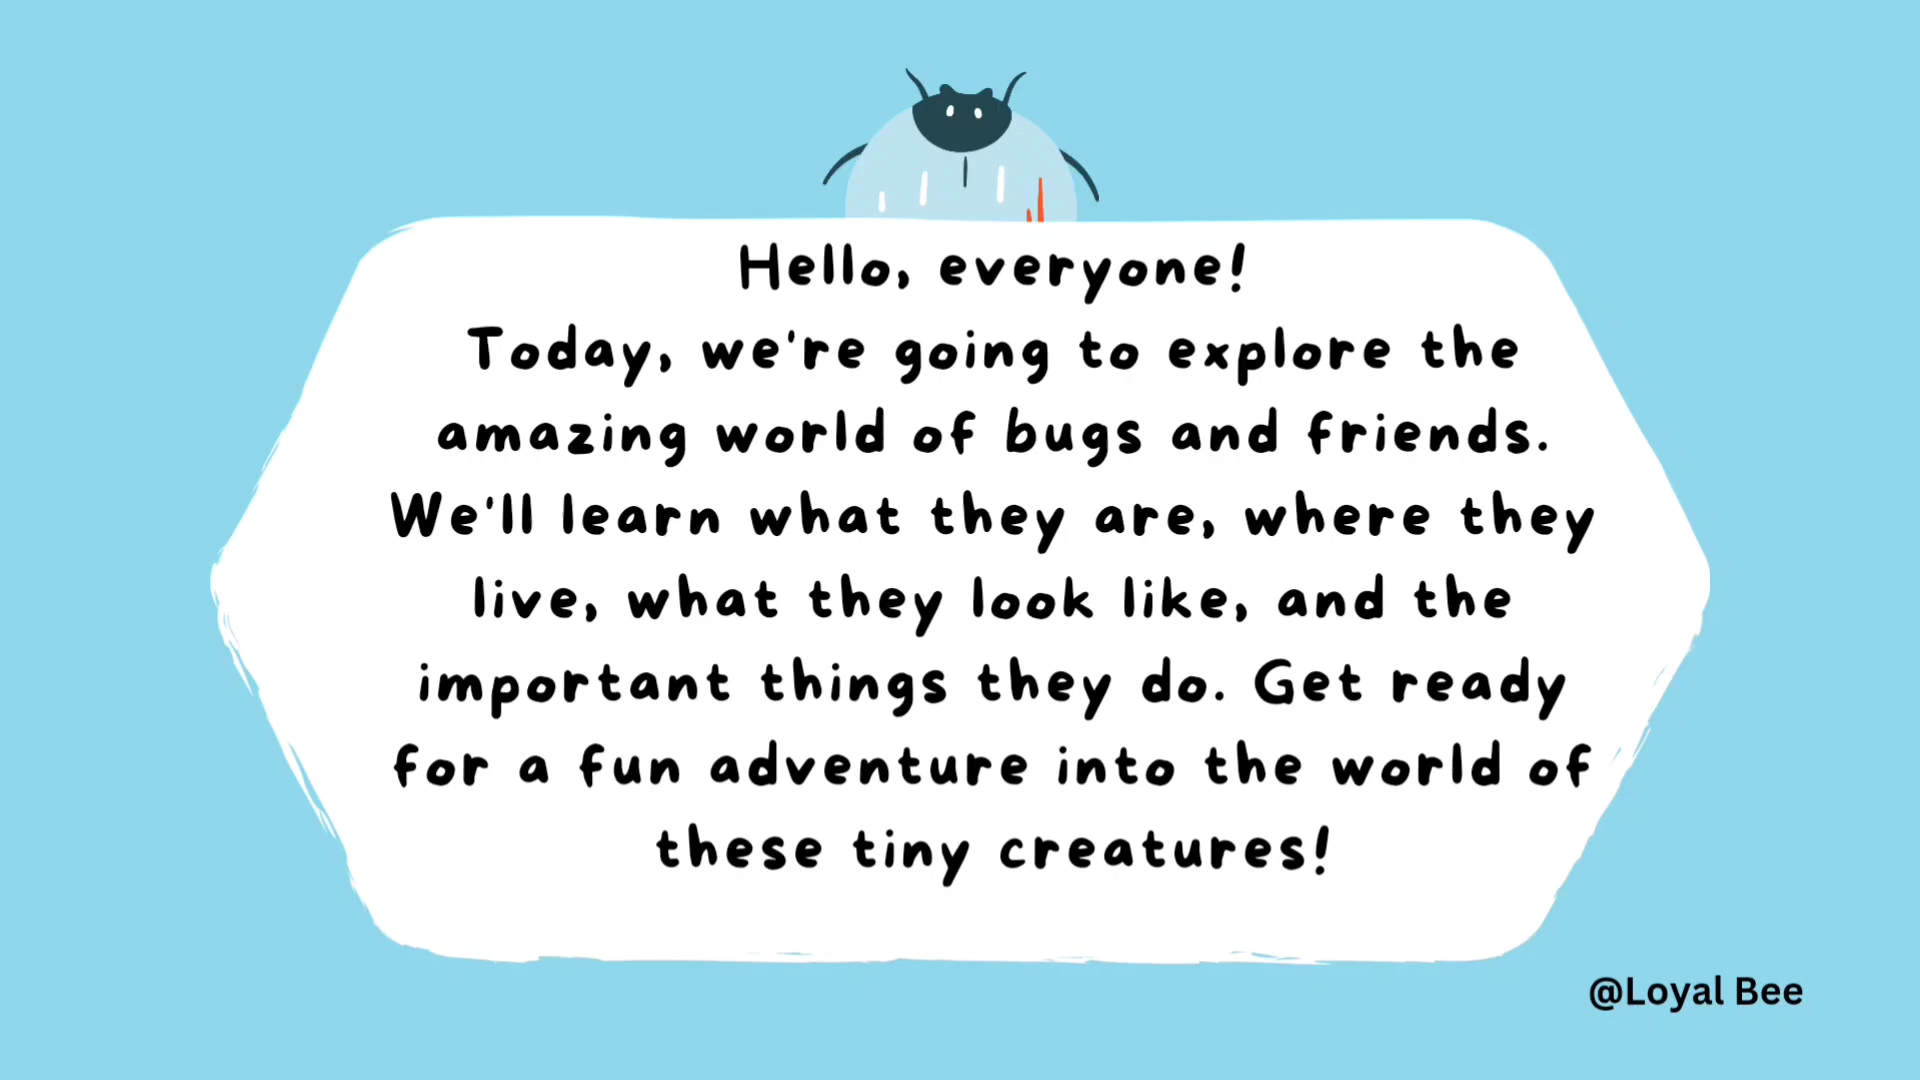 Hello, everyone!
Today, we're going to explore the
amazing world of bugs and friends.
We'll learn what they are, where they
live, what they look like, and the
important things they do. Get ready
for a fun adventure into the world of
these tiny creatures!
@Loyal Bee